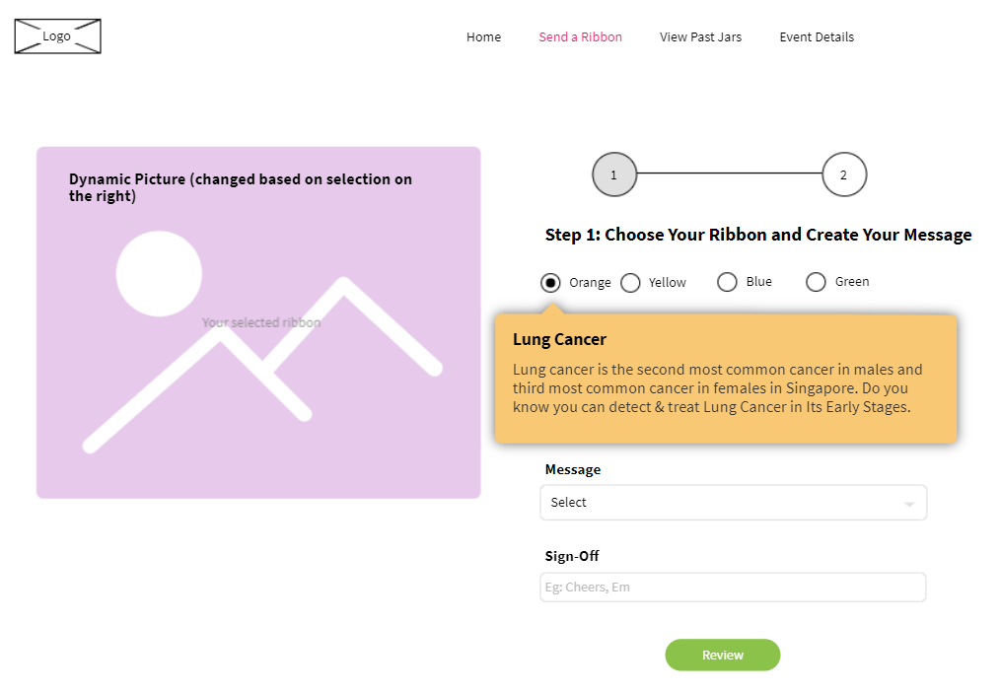 Logo
Home
Send a Ribbon
View Past Jars
Event Details
Dynamic Picture (changed based on selection on
the right)
Your selected ribbon
1
2
Step 1: Choose Your Ribbon and Create Your Message
Orange
Yellow
Blue
Green
Lung Cancer
Lung cancer is the second most common cancer in males and
third most common cancer in females in Singapore. Do you
know you can detect & treat Lung Cancer in Its Early Stages.
Message
Select
Sign-Off
Eg: Cheers, Em
Review